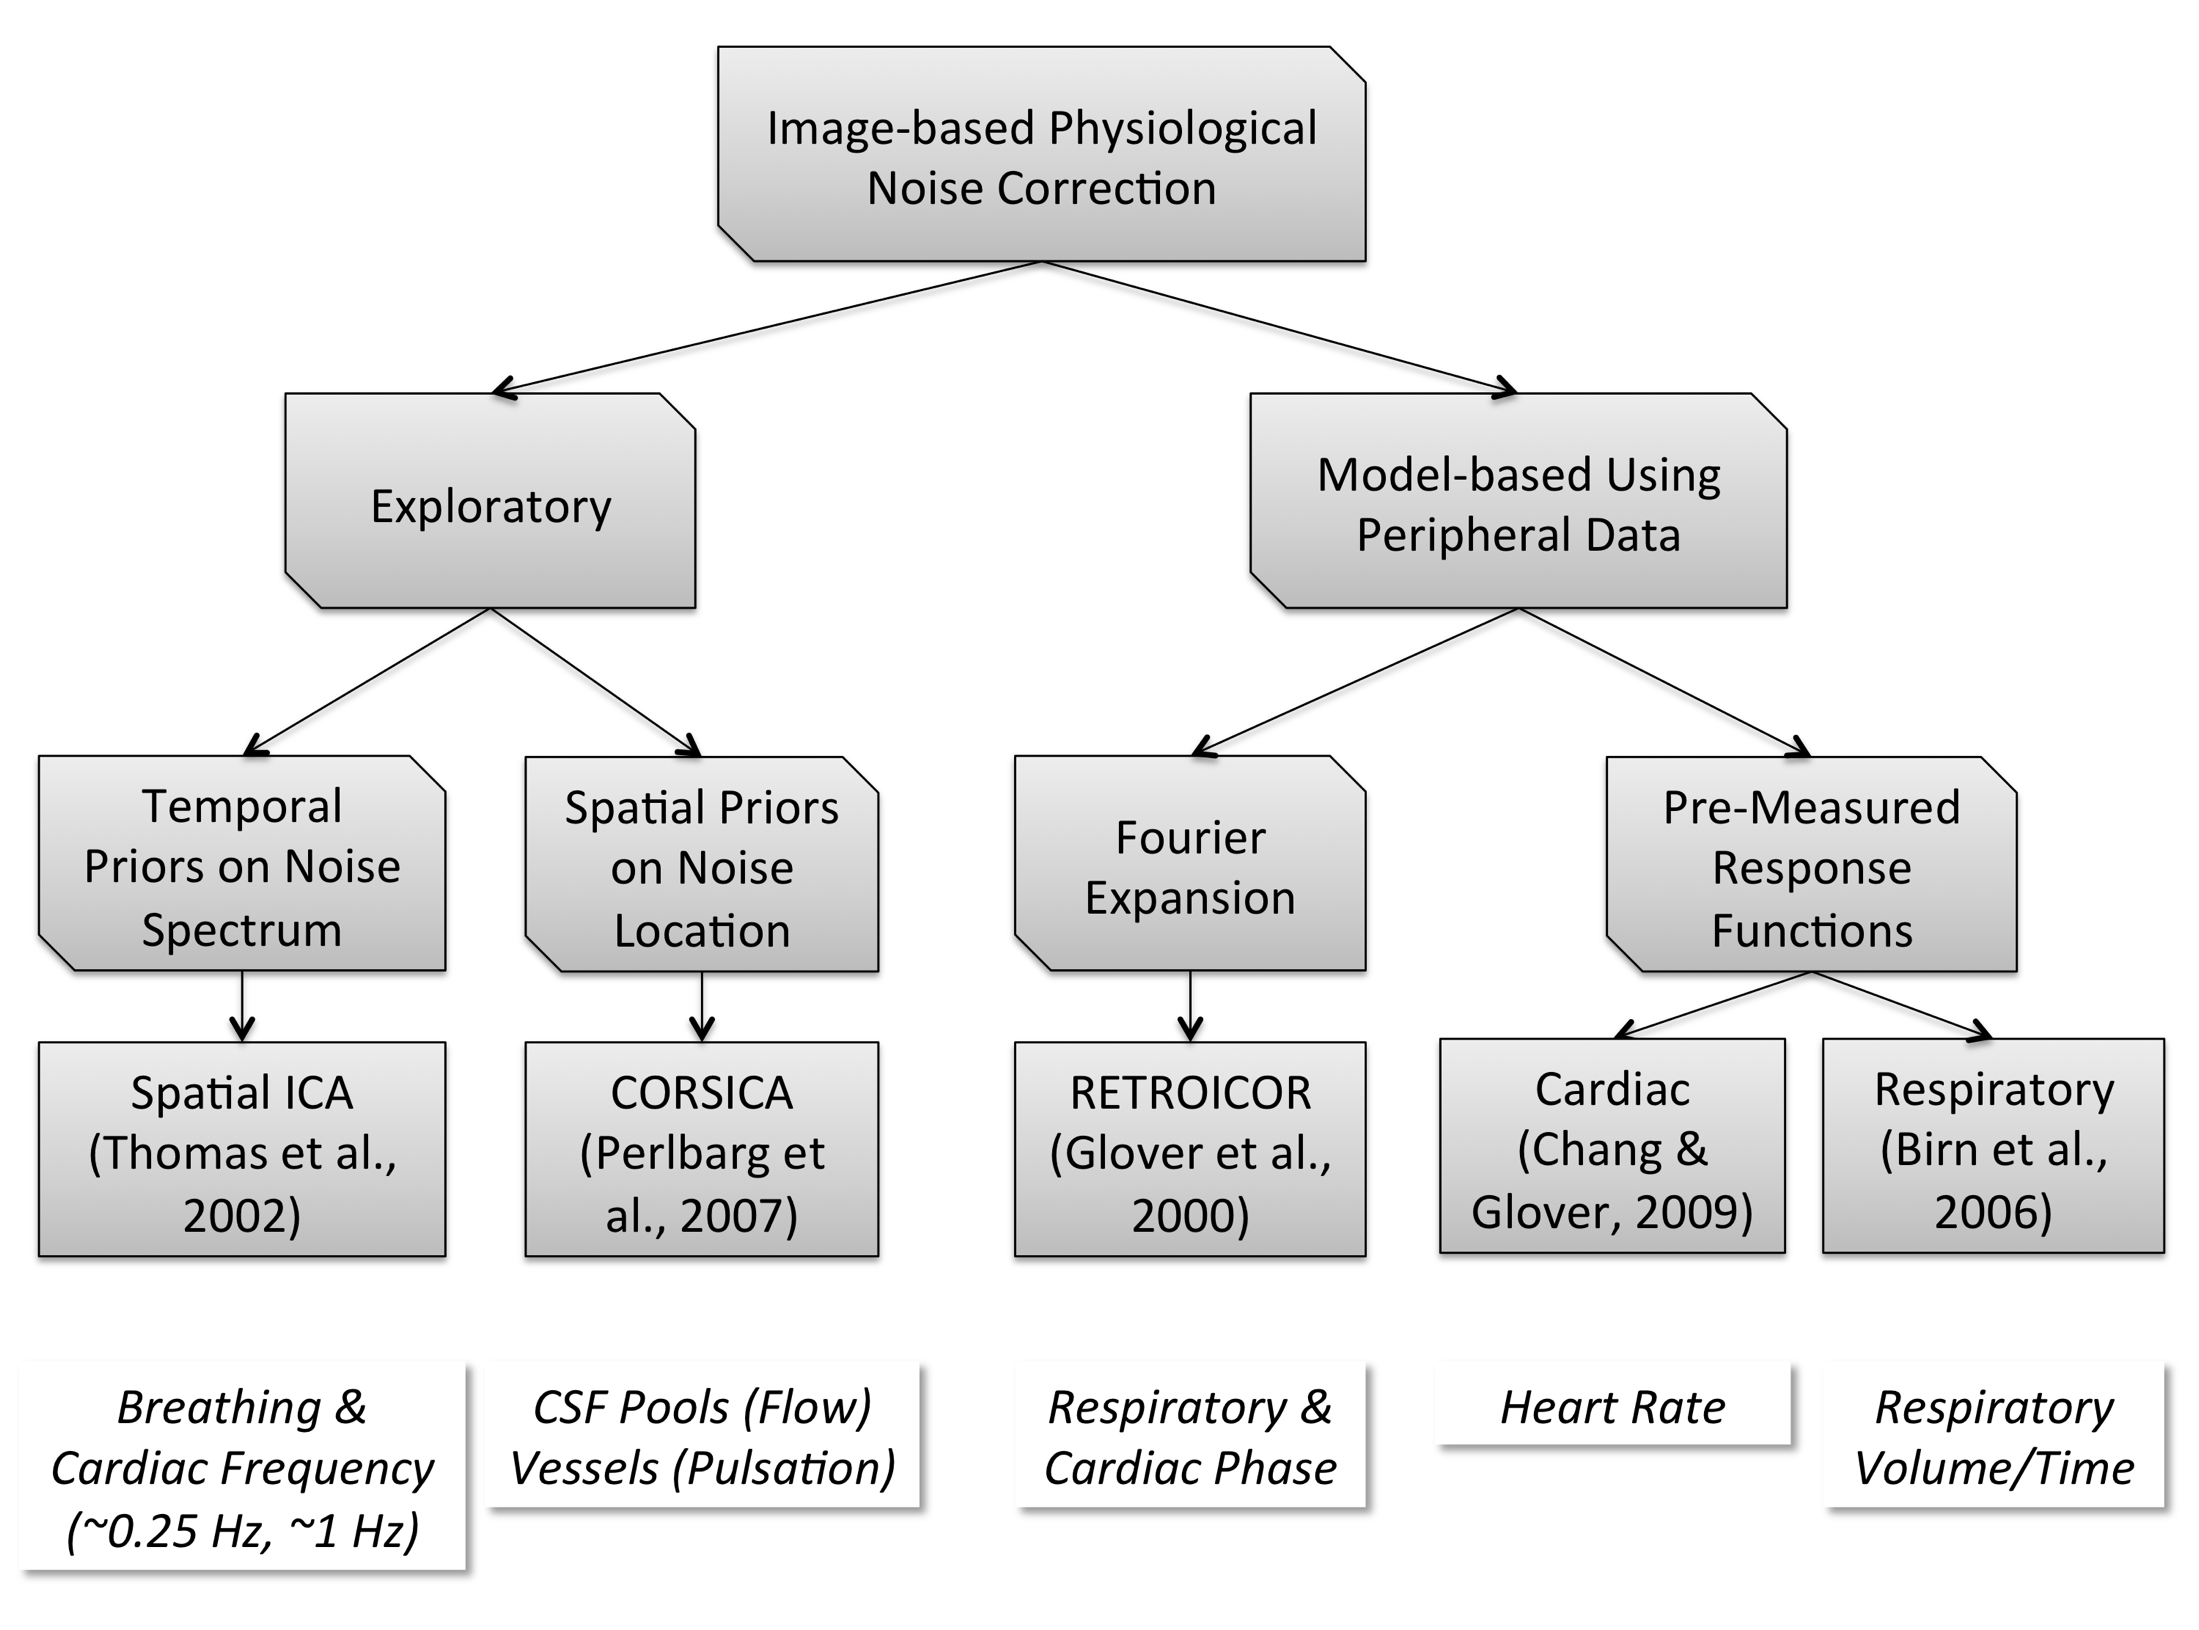 Image-based Physiological
Noise Correction
Exploratory
Model-based Using
Peripheral Data
Temporal
Priors on Noise
Spectrum
Spatial Priors
on Noise
Location
Fourier
Expansion
Pre-Measured
Response
Functions
Spatial ICA
(Thomas et al.,
2002)
CORSICA
(Perlbarg et
al., 2007)
RETROICOR
(Glover et al.,
2000)
Cardiac
(Chang &
Glover, 2009)
Respiratory
(Birn et al.,
2006)
Breathing &
Cardiac Frequency
(~0.25 Hz, ~1 Hz)
CSF Pools (Flow)
Vessels (Pulsation)
Respiratory &
Cardiac Phase
Heart Rate
Respiratory
Volume/Time